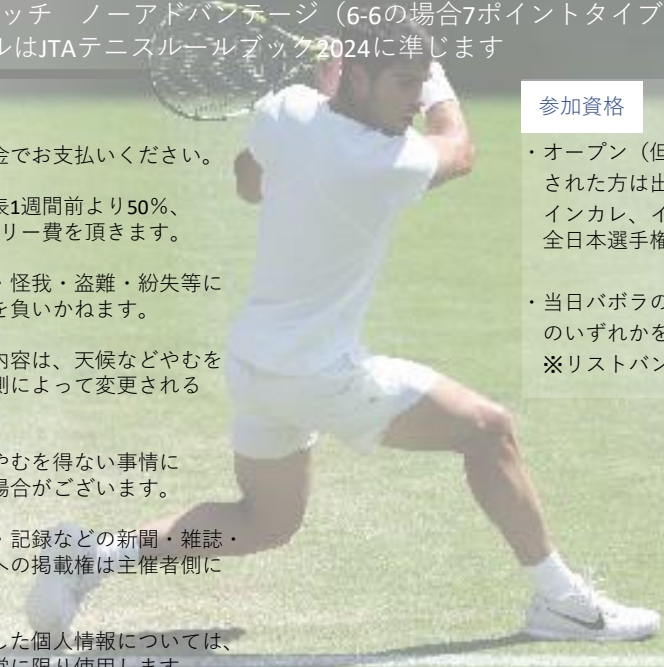 ッチ ノーアドバンテージ（6-6の場合7ポイントタイブ
ルはJTAテニスルールブック2024に準じます
金でお支払いください。
表1週間前より50%、
リー費を頂きます。
・怪我・盗難・紛失等に
を負いかねます。
内容は、天候などやむを
側によって変更される
やむを得ない事情に
場合がございます。
・記録などの新聞・雑誌・
への掲載権は主催者側に
した個人情報については、
営に限り使用します
参加資格
・オープン（但
された方は出
インカレ、イ
全日本選手権
・当日バボラの
のいずれかを
※リストバン